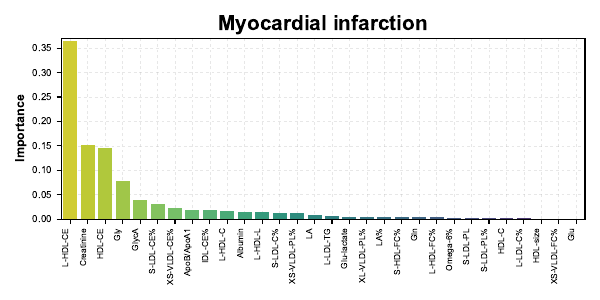 Myocardial infarction
Importance
0.35
0.30
0.25
0.20
0.15
0.10
0.05
0.00
L-HDL-CE
Creatinine
HDL-CE
Gly
GlycA
S-LDL-CE%
XS-VLDL-CE%
ApoB/ApoA1
IDL-CE%
L-HDL-C
Albumin
L-HDL-L
S-LDL-C%
XS-VLDL-PL%
LA
L-LDL-TG
Glu-lactate
XL-VLDL-PL%
LA%
S-HDL-FC%
Gln
L-HDL-FC%
Omega-6%
S-LDL-PL
S-LDL-PL%
HDL-C
L-LDL-C%
HDL-size
XS-VLDL-FC%
Glu